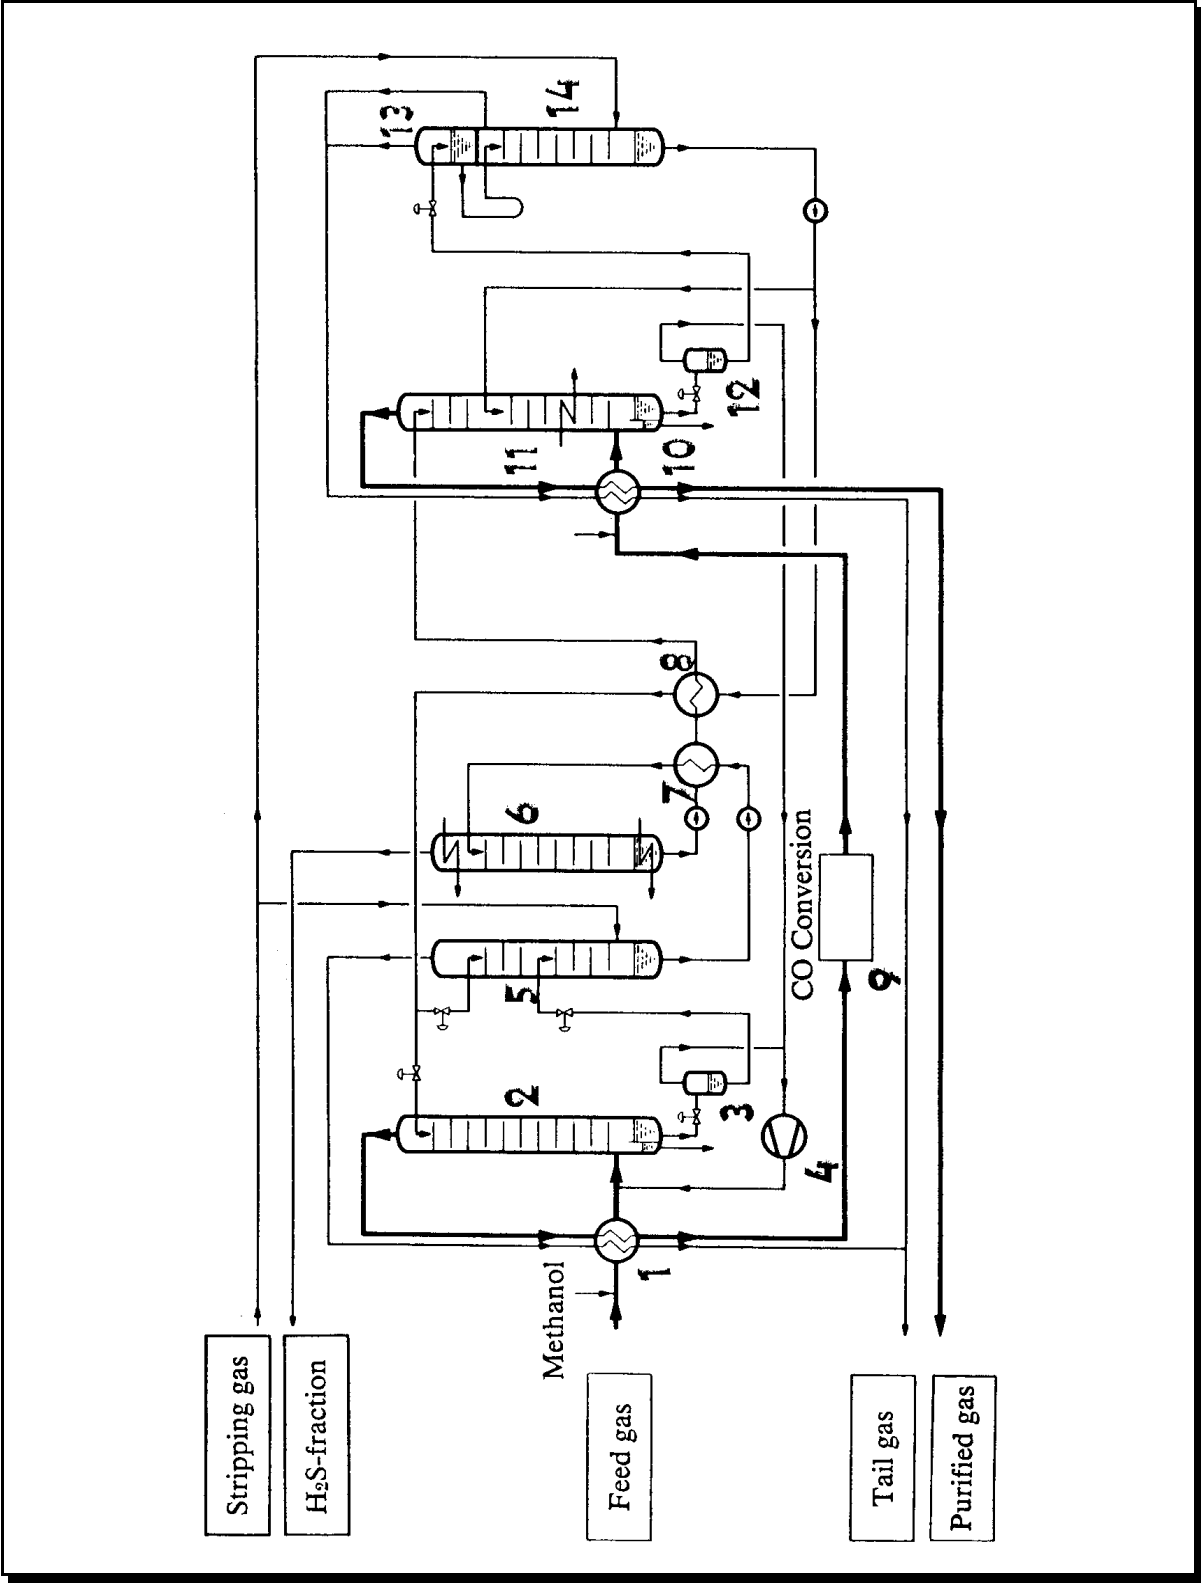 Stripping gas
H₂S-fraction
Methanol
Feed gas
Tail gas
Purified gas
CO Conversion
1
2
3
4
5
6
7
8
9
10
11
12
13
14